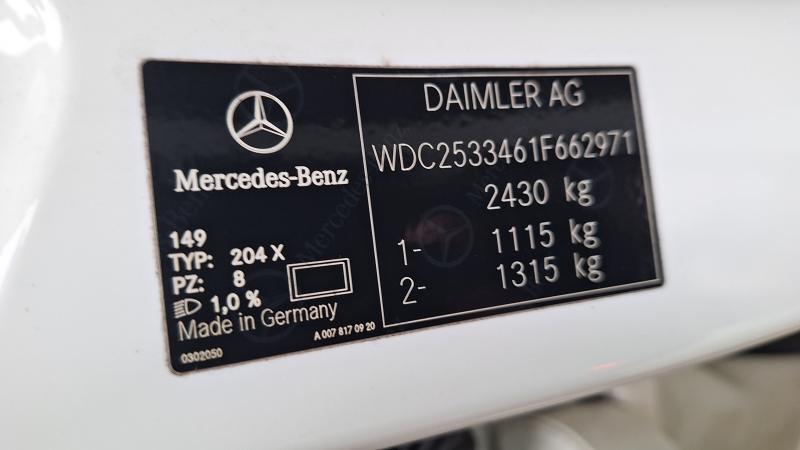 Mercedes-Benz
149
TYP: 204 X
PZ: 8
1,0 %
Made in Germany
0302050
A 007 817 09 20
DAIMLER AG
WDC2533461F662971
2430 kg
1- 1115 kg
2- 1315 kg